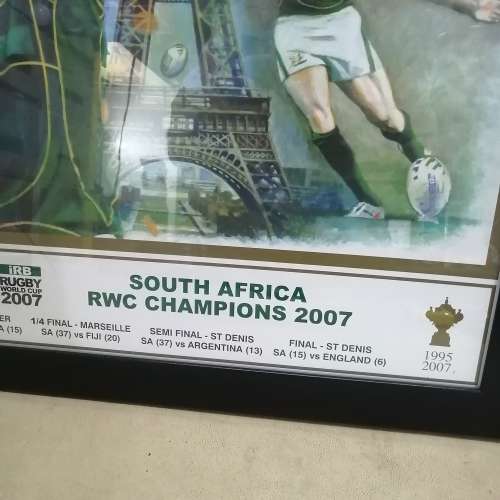 iRB
RUGBY
WORLD CUP
2007
SOUTH AFRICA
RWC CHAMPIONS 2007
ER
A (15)
1/4 FINAL - MARSEILLE
SA (37) vs FIJI (20)
SEMI FINAL - ST DENIS
SA (37) vs ARGENTINA (13)
FINAL - ST DENIS
SA (15) vs ENGLAND (6)
1995
2007.